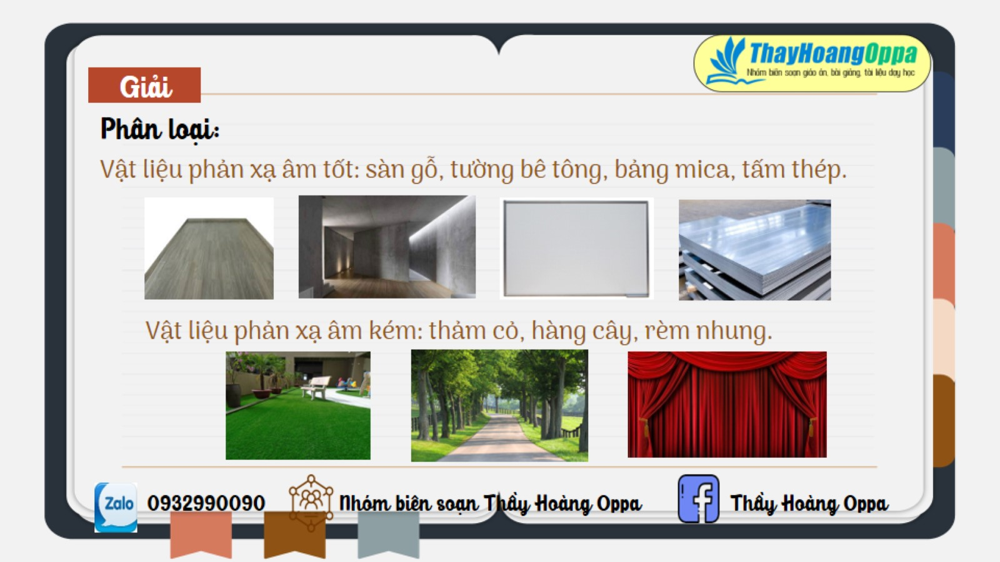 ThayHoangOppa
Nhóm biên soạn giáo án, bài giảng, tài liệu dạy học
Giải
Phân loại:
Vật liệu phản xạ âm tốt: sàn gỗ, tường bê tông, bảng mica, tấm thép.
Vật liệu phản xạ âm kém: thảm cỏ, hàng cây, rèm nhung.
Zalo 0932990090 Nhóm biên soạn Thầy Hoàng Oppa f Thầy Hoàng Oppa